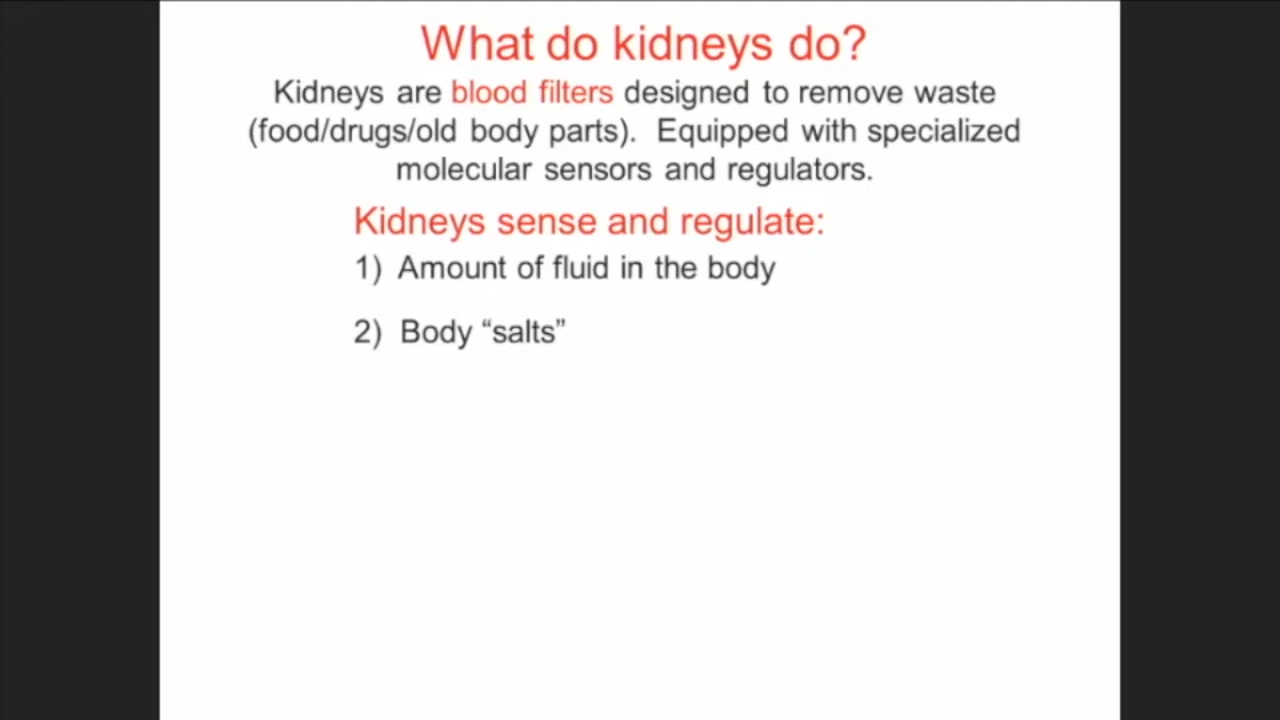 What do kidneys do?
Kidneys are blood filters designed to remove waste
(food/drugs/old body parts).  Equipped with specialized
molecular sensors and regulators.
Kidneys sense and regulate:
1)  Amount of fluid in the body
2)  Body “salts”